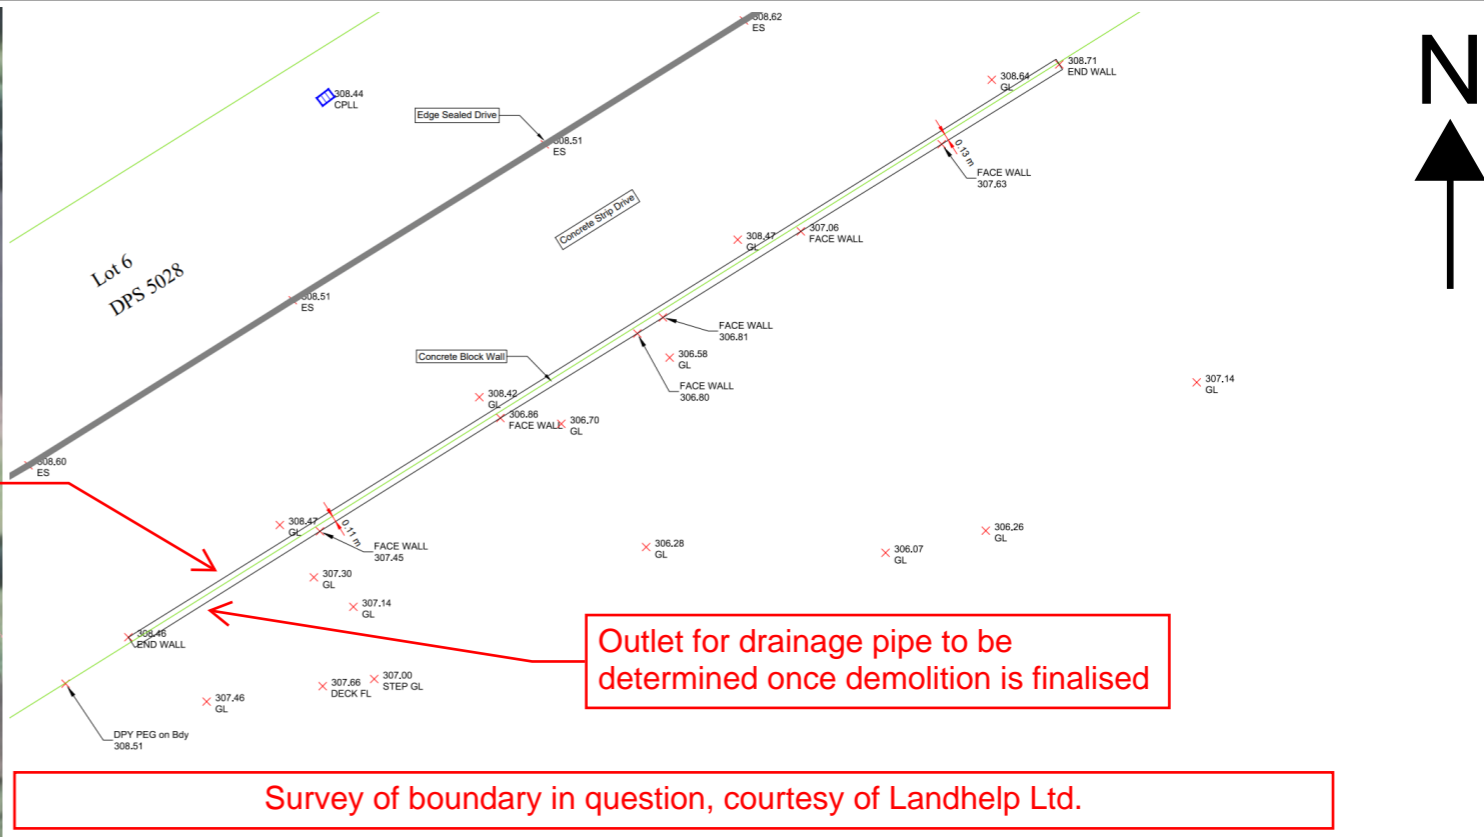 308.62
ES
N
308.71
END WALL
308.64
GL
308.44
CPLL
Edge Sealed Drive
308.51
ES
0.13 m
FACE WALL
307.63
Concrete Strip Drive
308.47
GL
307.06
FACE WALL
Lot 6
DPS 5028
308.51
ES
FACE WALL
306.81
Concrete Block Wall
306.58
GL
FACE WALL
306.80
307.14
GL
308.42
GL
306.86
FACE WALL
306.70
GL
308.60
ES
308.47
GL
0.11 m
FACE WALL
307.45
306.28
GL
306.07
GL
306.26
GL
307.30
GL
307.14
GL
308.46
END WALL
Outlet for drainage pipe to be
determined once demolition is finalised
307.66
DECK FL
307.00
STEP GL
307.46
GL
DPY PEG on Bdy
308.51
Survey of boundary in question, courtesy of Landhelp Ltd.